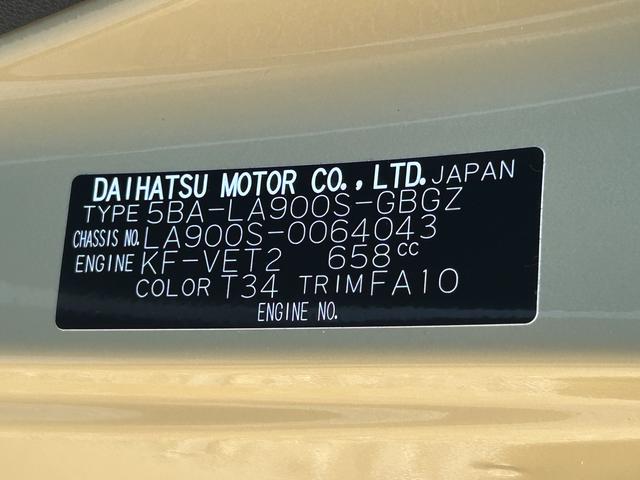 DAIHATSU MOTOR CO., LTD. JAPAN
TYPE 5BA-LA900S-GBGZ
CHASSIS NO. LA900S-0064043
ENGINE KF-VET2 658cc
COLOR T34 TRIM FA10
ENGINE NO.